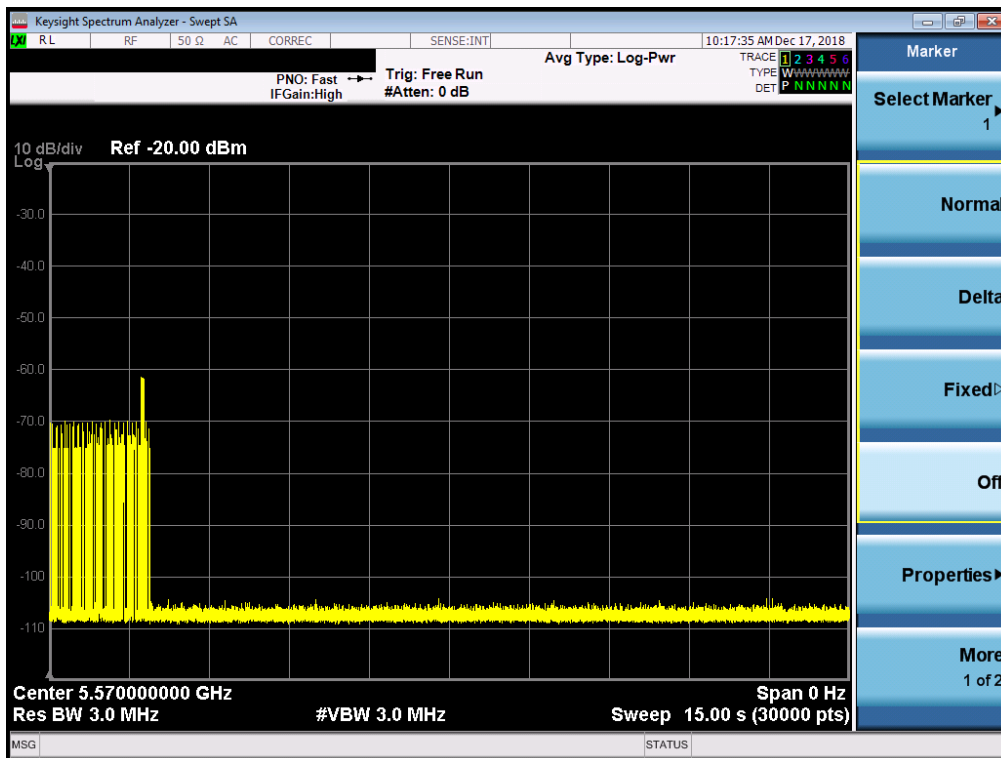 Keysight Spectrum Analyzer - Swept SA
LXI RL RF 50 Ω AC CORREC SENSE:INT 10:17:35 AM Dec 17, 2018
Avg Type: Log-Pwr
TRACE 1 2 3 4 5 6
PNO: Fast Trig: Free Run
TYPE WWWWWW
IFGain:High #Atten: 0 dB
DET P N N N N N
10 dB/div Ref -20.00 dBm
Log
-30.0
-40.0
-50.0
-60.0
-70.0
-80.0
-90.0
-100
-110
Center 5.570000000 GHz Span 0 Hz
Res BW 3.0 MHz #VBW 3.0 MHz Sweep 15.00 s (30000 pts)
MSG STATUS
Marker
Select Marker
1
Normal
Delta
Fixed
Off
Properties
More
1 of 2